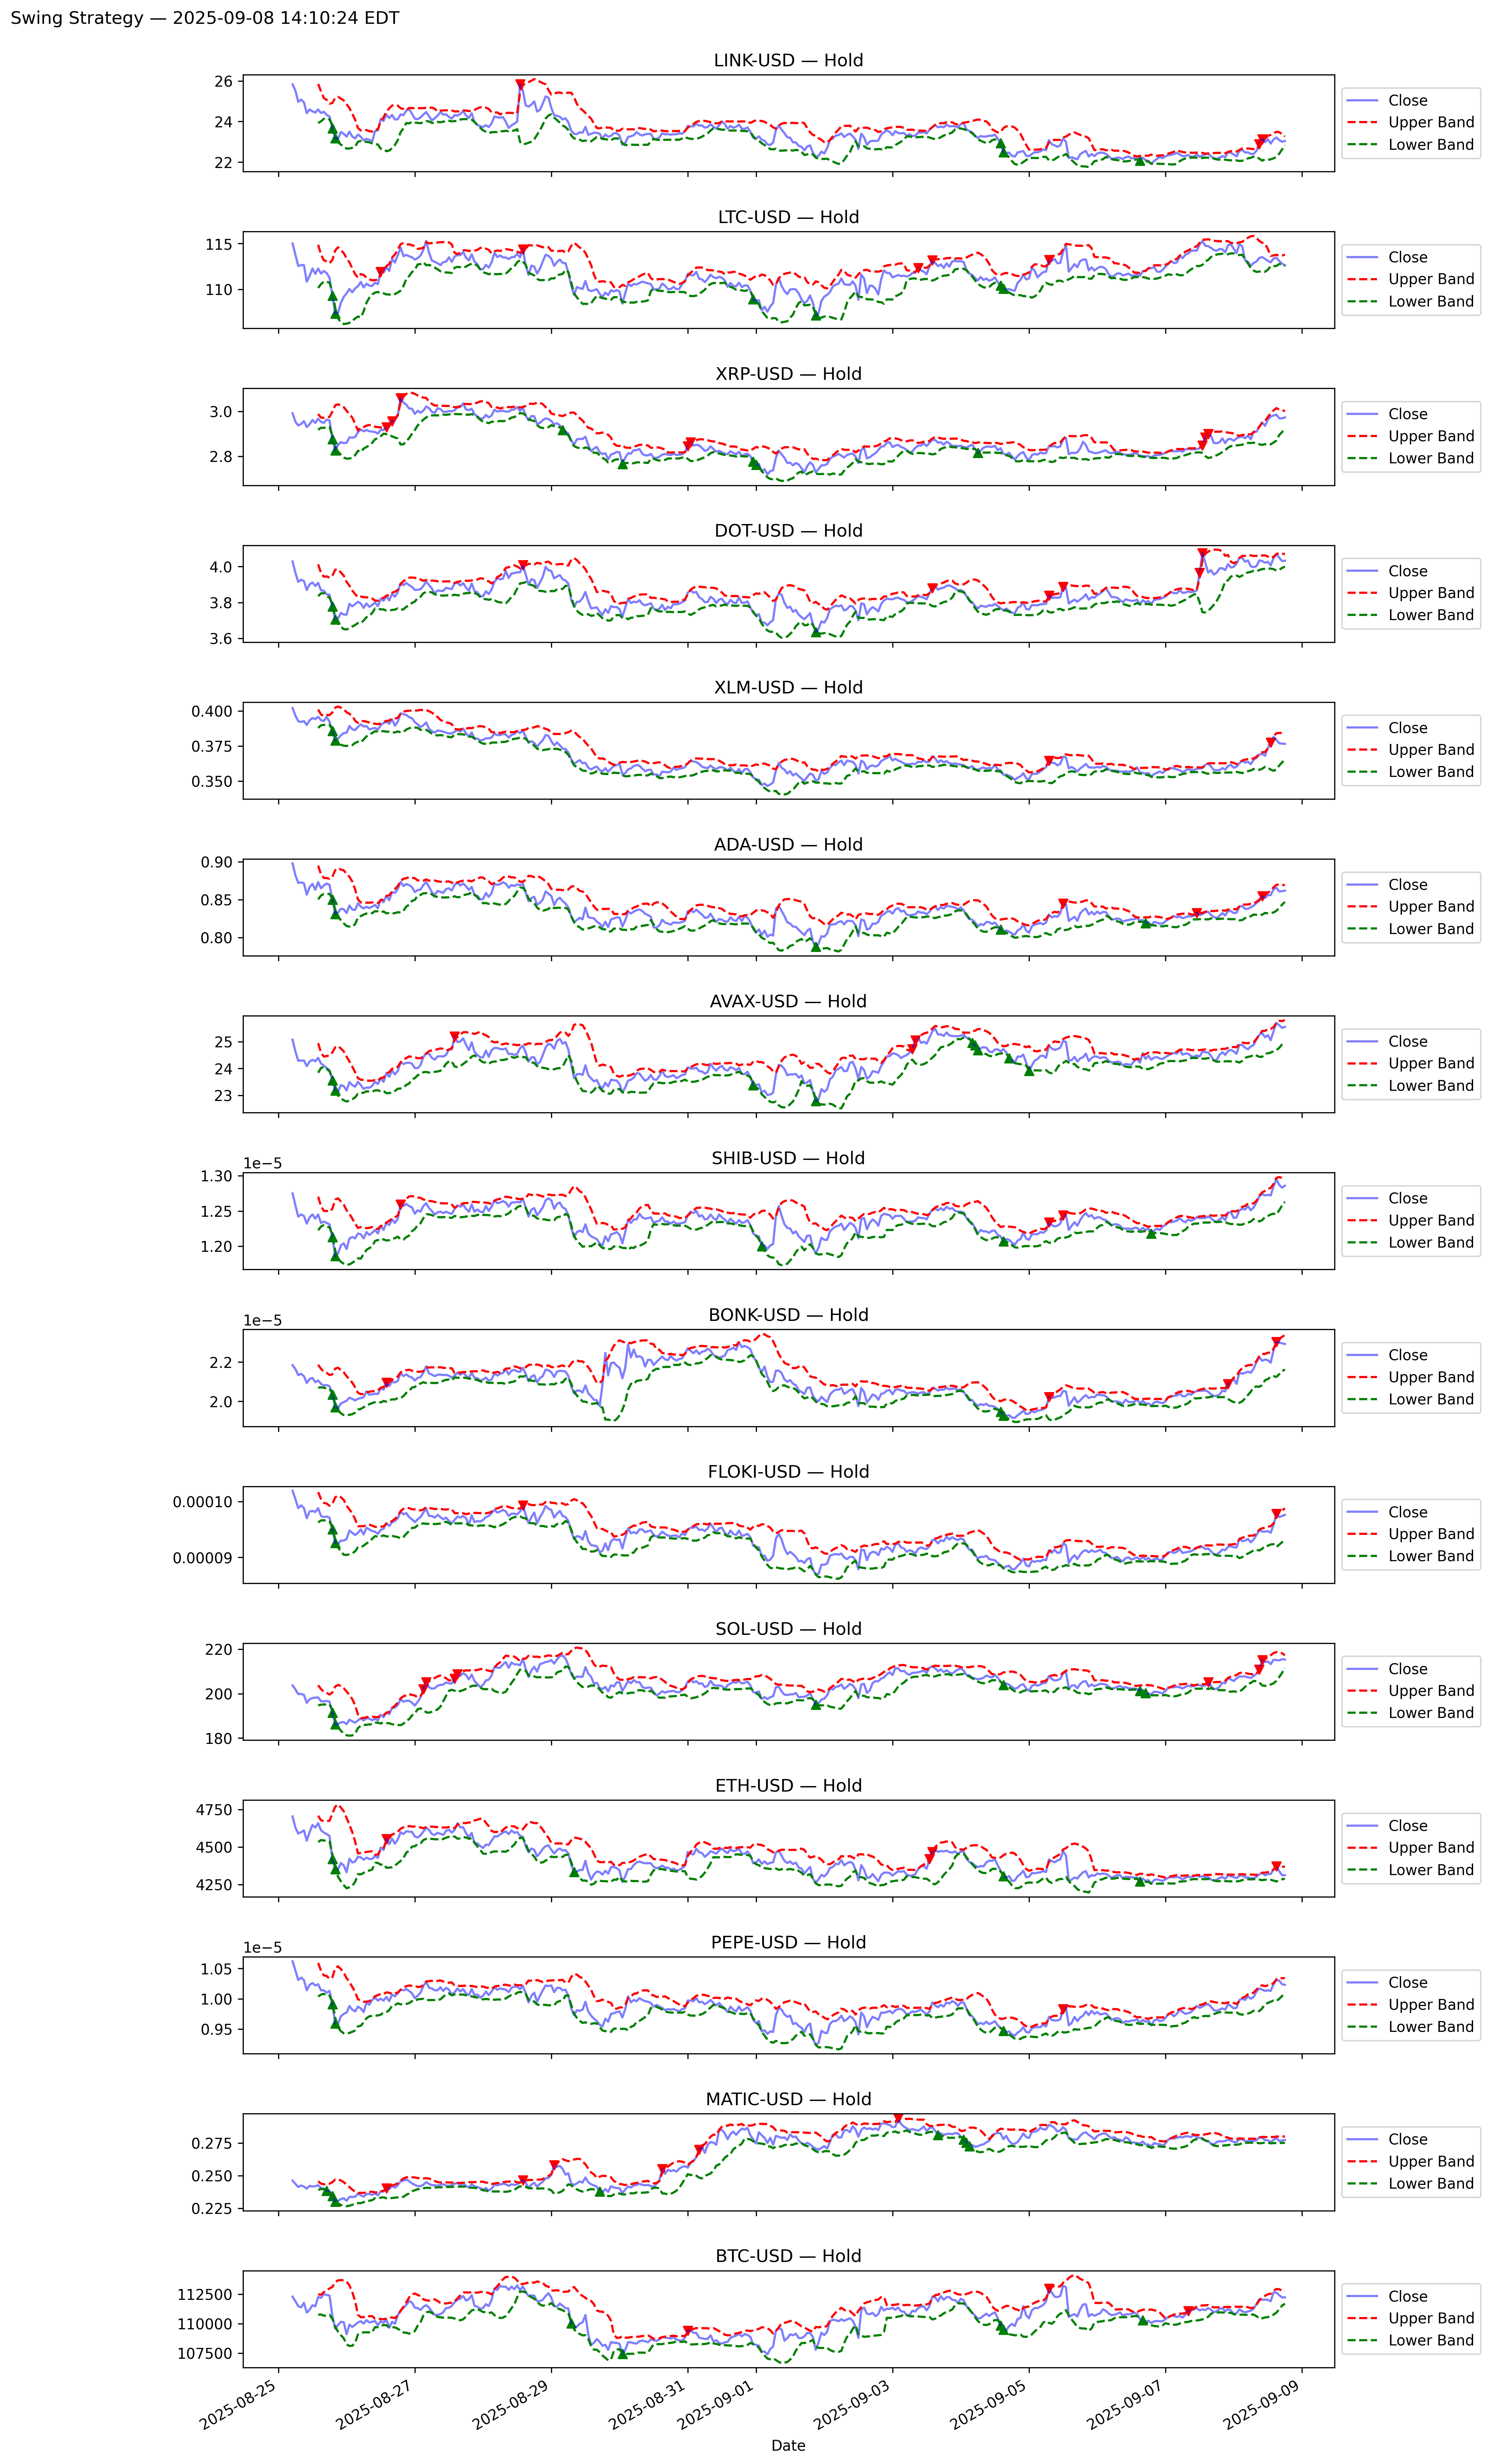 Swing Strategy — 2025-09-08 14:10:24 EDT
LINK-USD — Hold
26
24
22
Close
Upper Band
Lower Band
LTC-USD — Hold
115
110
Close
Upper Band
Lower Band
XRP-USD — Hold
3.0
2.8
Close
Upper Band
Lower Band
DOT-USD — Hold
4.0
3.8
3.6
Close
Upper Band
Lower Band
XLM-USD — Hold
0.400
0.375
0.350
Close
Upper Band
Lower Band
ADA-USD — Hold
0.90
0.85
0.80
Close
Upper Band
Lower Band
AVAX-USD — Hold
25
24
23
Close
Upper Band
Lower Band
SHIB-USD — Hold
1e−5
1.30
1.25
1.20
Close
Upper Band
Lower Band
BONK-USD — Hold
1e−5
2.2
2.0
Close
Upper Band
Lower Band
FLOKI-USD — Hold
0.00010
0.00009
Close
Upper Band
Lower Band
SOL-USD — Hold
220
200
180
Close
Upper Band
Lower Band
ETH-USD — Hold
4750
4500
4250
Close
Upper Band
Lower Band
PEPE-USD — Hold
1e−5
1.05
1.00
0.95
Close
Upper Band
Lower Band
MATIC-USD — Hold
0.275
0.250
0.225
Close
Upper Band
Lower Band
BTC-USD — Hold
112500
110000
107500
Close
Upper Band
Lower Band
2025-08-25
2025-08-27
2025-08-29
2025-08-31
2025-09-01
2025-09-03
2025-09-05
2025-09-07
2025-09-09
Date